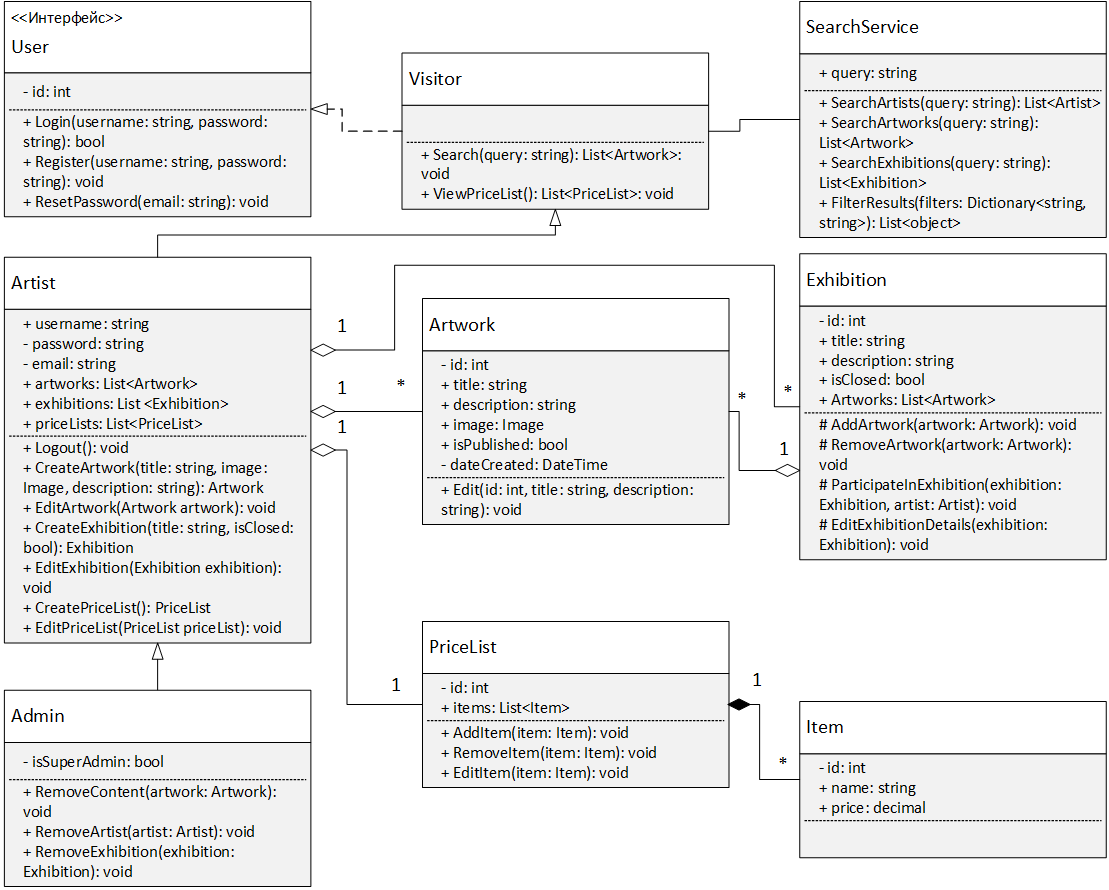 <<Интерфейс>>
User
- id: int
+ Login(username: string, password:
string): bool
+ Register(username: string, password:
string): void
+ ResetPassword(email: string): void
Visitor
+ Search(query: string): List<Artwork>:
void
+ ViewPriceList(): List<PriceList>: void
SearchService
+ query: string
+ SearchArtists(query: string): List<Artist>
+ SearchArtworks(query: string):
List<Artwork>
+ SearchExhibitions(query: string):
List<Exhibition>
+ FilterResults(filters: Dictionary<string,
string>): List<object>
Artist
+ username: string
- password: string
- email: string
+ artworks: List<Artwork>
+ exhibitions: List <Exhibition>
+ priceLists: List<PriceList>
+ Logout(): void
+ CreateArtwork(title: string, image:
Image, description: string): Artwork
+ EditArtwork(Artwork artwork): void
+ CreateExhibition(title: string, isClosed:
bool): Exhibition
+ EditExhibition(Exhibition exhibition):
void
+ CreatePriceList(): PriceList
+ EditPriceList(PriceList priceList): void
1
1
*
1
Artwork
- id: int
+ title: string
+ description: string
+ image: Image
+ isPublished: bool
- dateCreated: DateTime
+ Edit(id: int, title: string, description:
string): void
*
*
1
Exhibition
- id: int
+ title: string
+ description: string
+ isClosed: bool
+ Artworks: List<Artwork>
# AddArtwork(artwork: Artwork): void
# RemoveArtwork(artwork: Artwork):
void
# ParticipateInExhibition(exhibition:
Exhibition, artist: Artist): void
# EditExhibitionDetails(exhibition:
Exhibition): void
Admin
- isSuperAdmin: bool
+ RemoveContent(artwork: Artwork):
void
+ RemoveArtist(artist: Artist): void
+ RemoveExhibition(exhibition:
Exhibition): void
1
PriceList
- id: int
+ items: List<Item>
+ AddItem(item: Item): void
+ RemoveItem(item: Item): void
+ EditItem(item: Item): void
1
*
Item
- id: int
+ name: string
+ price: decimal